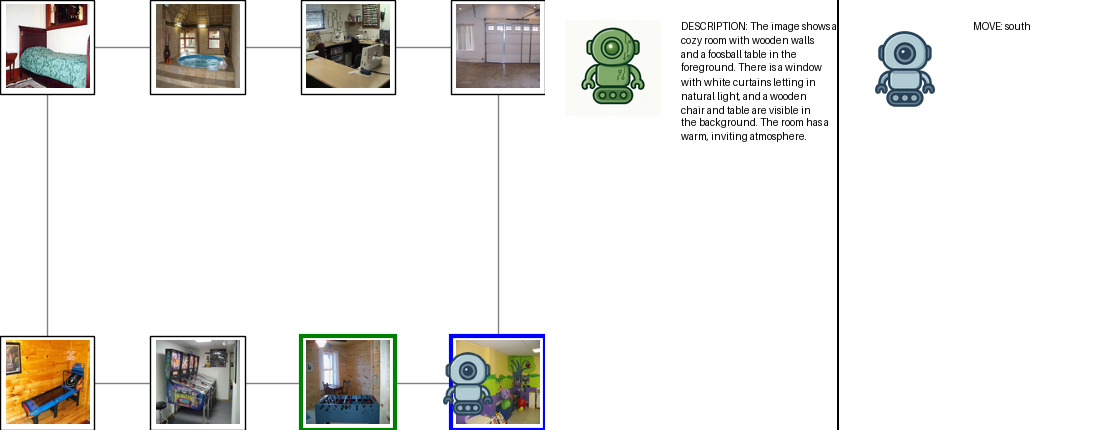 DESCRIPTION: The image shows a
cozy room with wooden walls
and a foosball table in the
foreground. There is a window
with white curtains letting in
natural light, and a wooden
chair and table are visible in
the background. The room has a
warm, inviting atmosphere.
MOVE: south